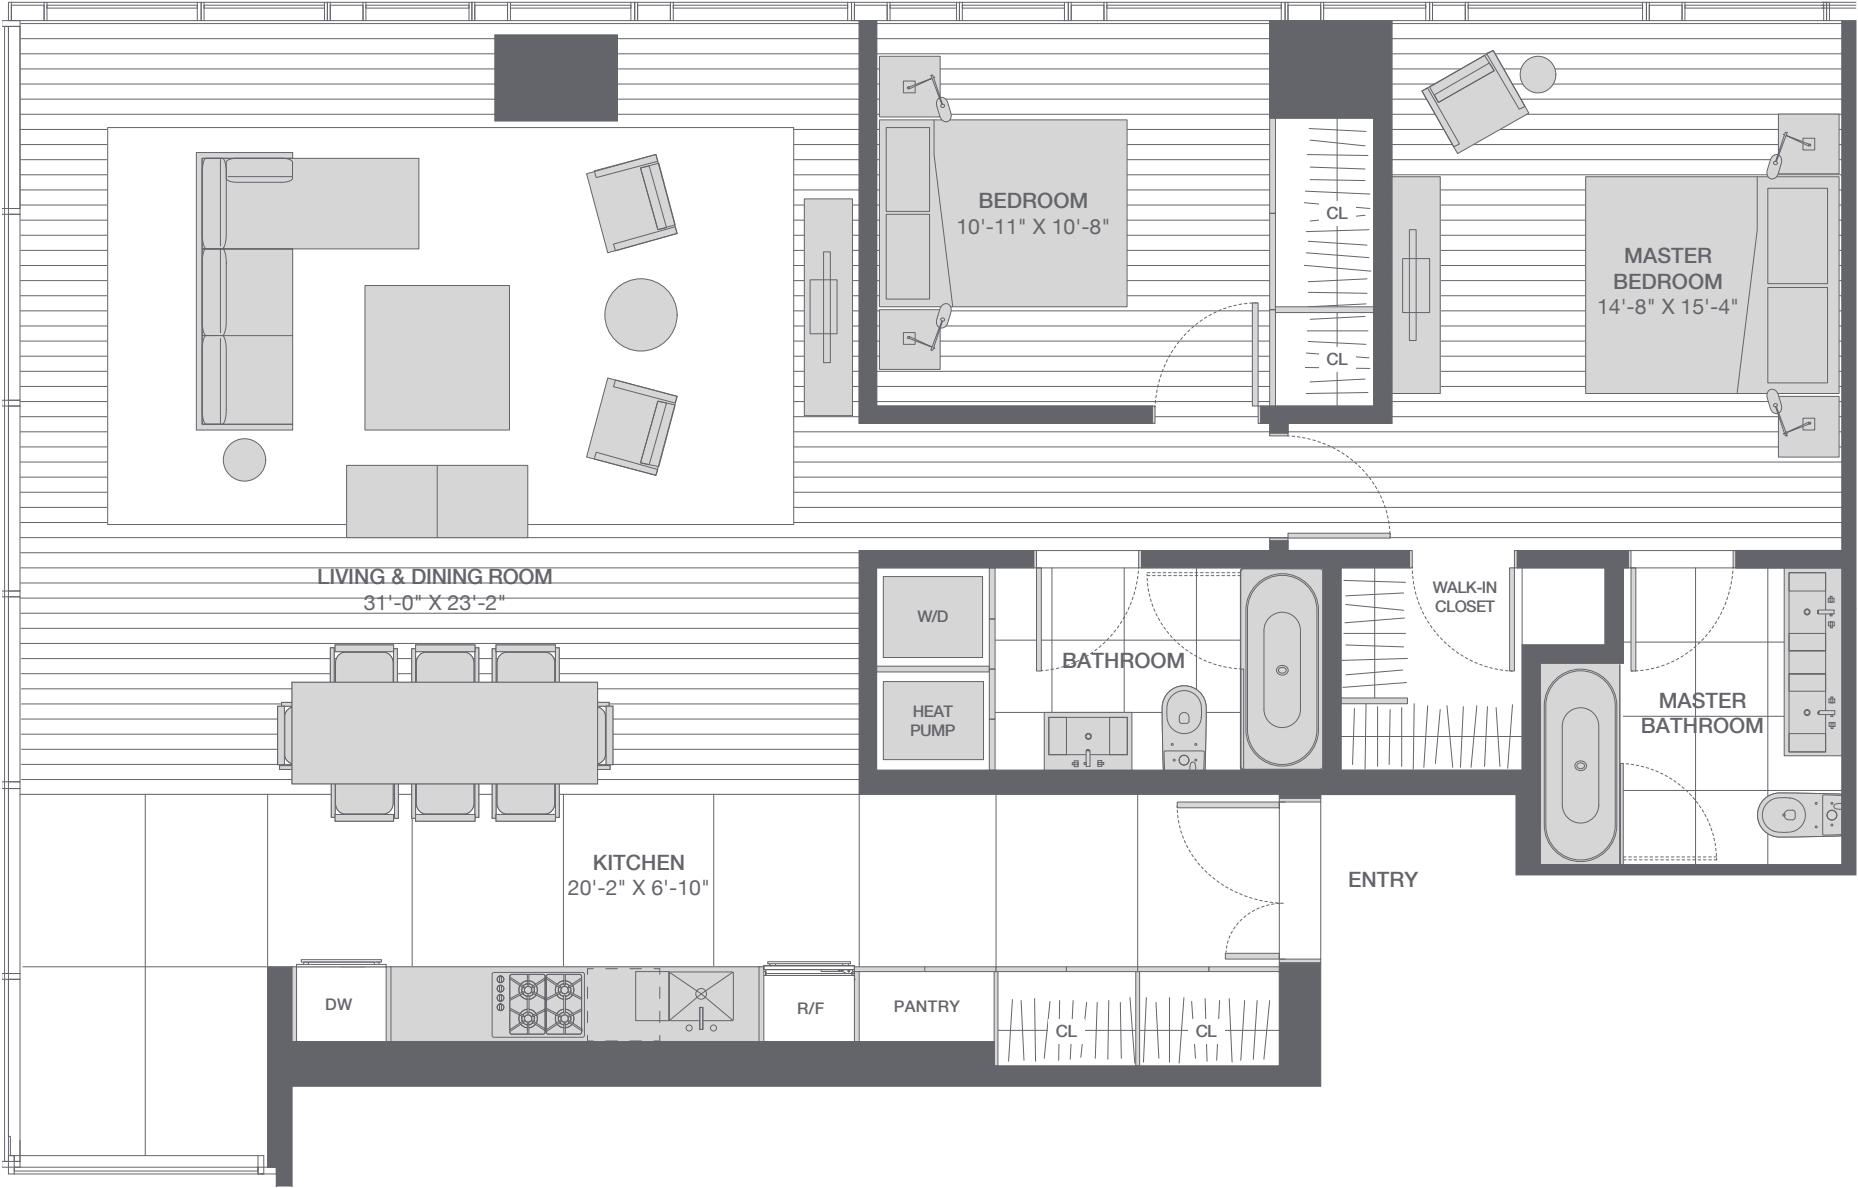 BEDROOM
10'-11" X 10'-8"
CL
CL
MASTER
BEDROOM
14'-8" X 15'-4"
LIVING & DINING ROOM
31'-0" X 23'-2"
W/D
HEAT
PUMP
BATHROOM
WALK-IN
CLOSET
MASTER
BATHROOM
KITCHEN
20'-2" X 6'-10"
ENTRY
DW
R/F
PANTRY
CL
CL